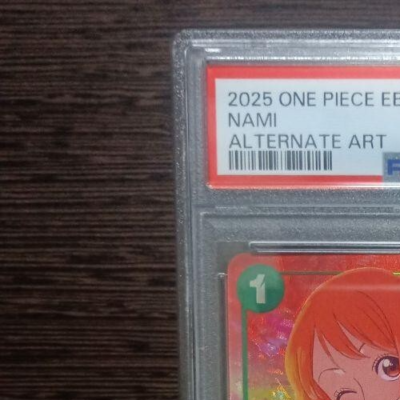 2025 ONE PIECE EB
NAMI
ALTERNATE ART
1